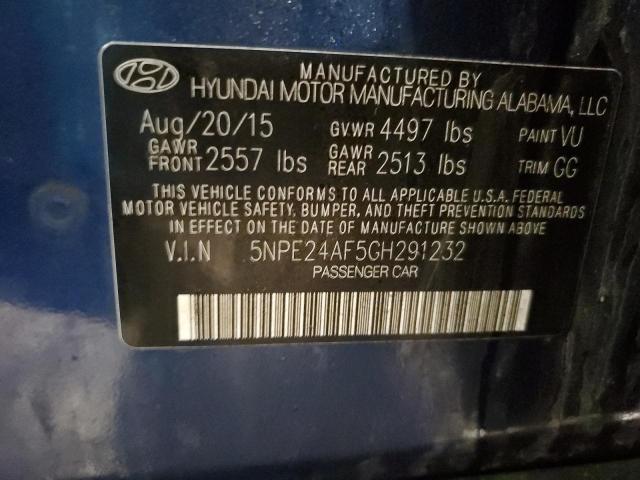 MANUFACTURED BY
HYUNDAI MOTOR MANUFACTURING ALABAMA, LLC
Aug/20/15 GVWR 4497 lbs PAINT VU
GAWR FRONT 2557 lbs GAWR REAR 2513 lbs TRIM GG
THIS VEHICLE CONFORMS TO ALL APPLICABLE U.S.A. FEDERAL
MOTOR VEHICLE SAFETY, BUMPER, AND THEFT PREVENTION STANDARDS
IN EFFECT ON THE DATE OF MANUFACTURE SHOWN ABOVE.
V.I.N 5NPE24AF5GH291232
PASSENGER CAR